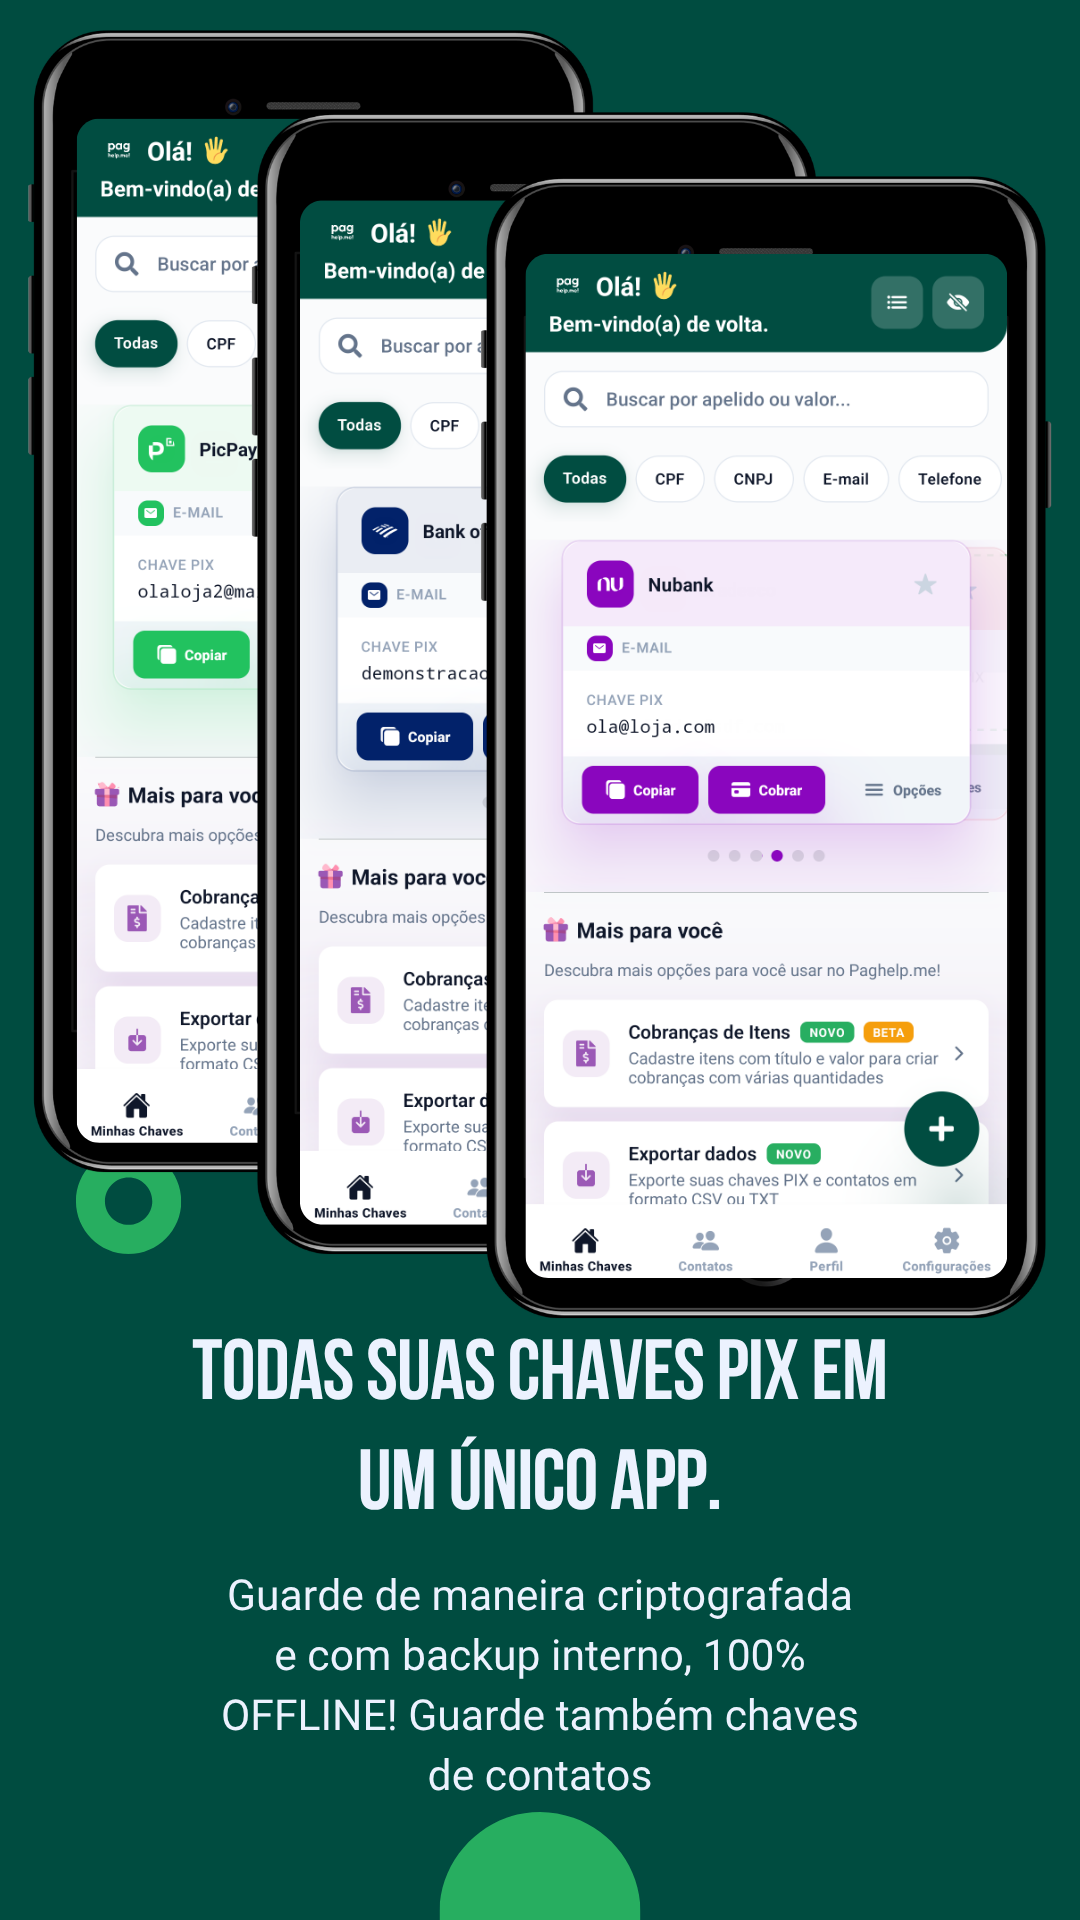 pag
help.me!
Olá! 🖐
Bem-vindo(a) de
Buscar por a
Todas
CPF
PicPay
E-MAIL
CHAVE PIX
olaloja2@ma
Copiar
Mais para voc
Descubra mais opções
Cobrança
Cadastre it
cobranças
Exportar
Exporte su
formato CS
Minhas Chaves
Cont
pag
help.me!
Olá! 🖐
Bem-vindo(a) de
Buscar por a
Todas
CPF
Bank o
E-MAIL
CHAVE PIX
demonstracao
Copiar
Mais para voc
Descubra mais opções
Cobranças
Cadastre ite
cobranças c
Exportar d
Exporte sua
formato CS
Minhas Chaves
Conta
pag
help.me!
Olá! 🖐
Bem-vindo(a) de volta.
Buscar por apelido ou valor...
Todas
CPF
CNPJ
E-mail
Telefone
Nubank
E-MAIL
CHAVE PIX
ola@loja.com
Copiar
Cobrar
Opções
es
Mais para você
Descubra mais opções para você usar no Paghelp.me!
Cobranças de Itens NOVO BETA
Cadastre itens com título e valor para criar
cobranças com várias quantidades
Exportar dados NOVO
Exporte suas chaves PIX e contatos em
formato CSV ou TXT
Minhas Chaves
Contatos
Perfil
Configurações
TODAS SUAS CHAVES PIX EM
UM ÚNICO APP.
Guarde de maneira criptografada
e com backup interno, 100%
OFFLINE! Guarde também chaves
de contatos